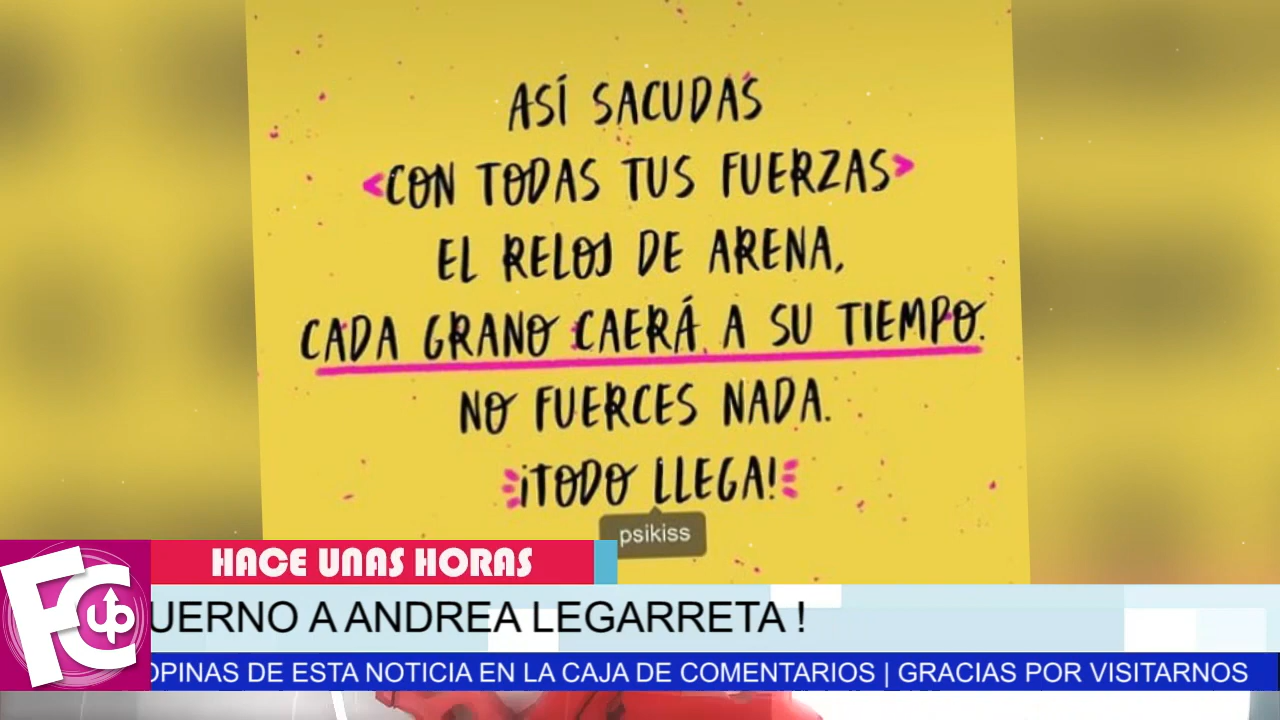 ASÍ SACUDAS
<CON TODAS TUS FUERZAS>
EL RELOJ DE ARENA,
CADA GRANO CAERÁ A SU TIEMPO.
NO FUERCES NADA.
¡TODO LLEGA!
psikiss
HACE UNAS HORAS
FC up
UERNO A ANDREA LEGARRETA !
OPINAS DE ESTA NOTICIA EN LA CAJA DE COMENTARIOS | GRACIAS POR VISITARNOS